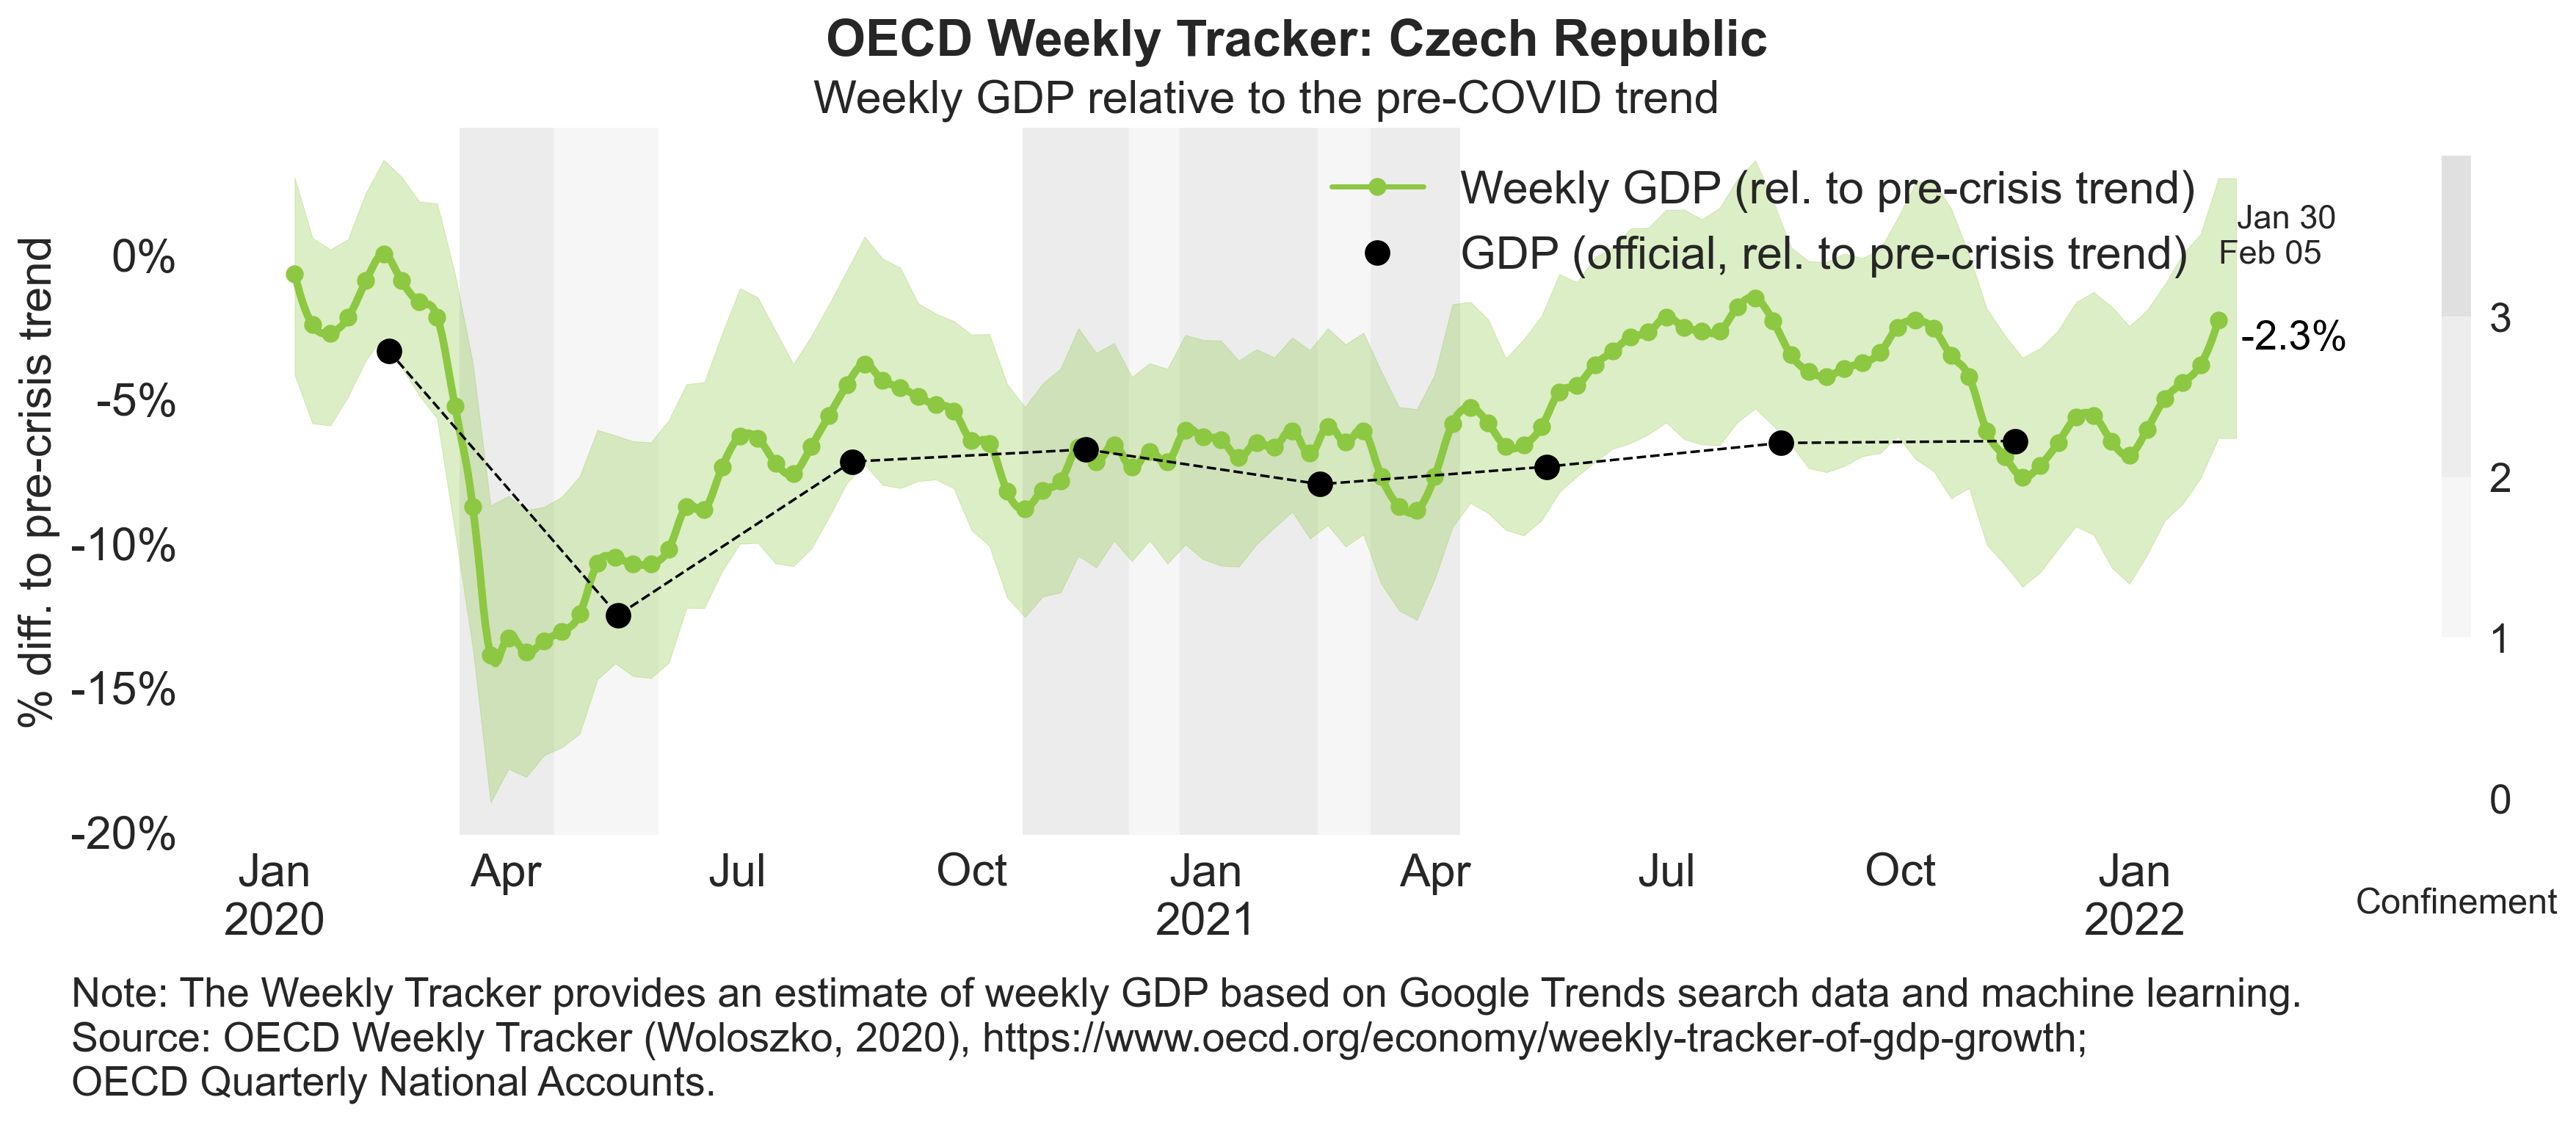 OECD Weekly Tracker: Czech Republic
Weekly GDP relative to the pre-COVID trend
Weekly GDP (rel. to pre-crisis trend)
GDP (official, rel. to pre-crisis trend)
Jan 30
Feb 05
-2.3%
% diff. to pre-crisis trend
0%
-5%
-10%
-15%
-20%
3
2
1
0
Jan Apr Jul Oct Jan Apr Jul Oct Jan
2020 2021 2022
Confinement
Note: The Weekly Tracker provides an estimate of weekly GDP based on Google Trends search data and machine learning.
Source: OECD Weekly Tracker (Woloszko, 2020), https://www.oecd.org/economy/weekly-tracker-of-gdp-growth;
OECD Quarterly National Accounts.